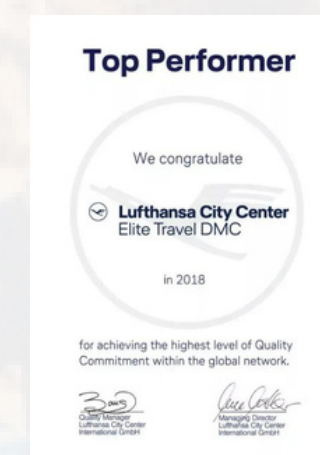 Top Performer
We congratulate
Lufthansa City Center
Elite Travel DMC
in 2018
for achieving the highest level of Quality
Commitment within the global network.
Quality Manager
Lufthansa City Center
International GmbH
Managing Director
Lufthansa City Center
International GmbH